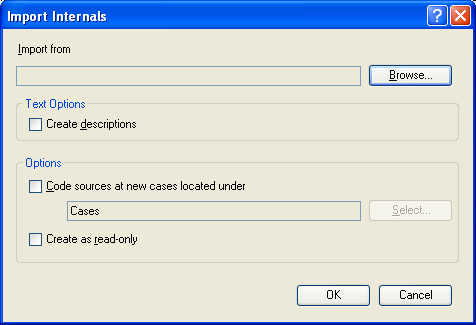 Import Internals
Import from
Browse...
Text Options
Create descriptions
Options
Code sources at new cases located under
Cases
Select...
Create as read-only
OK
Cancel